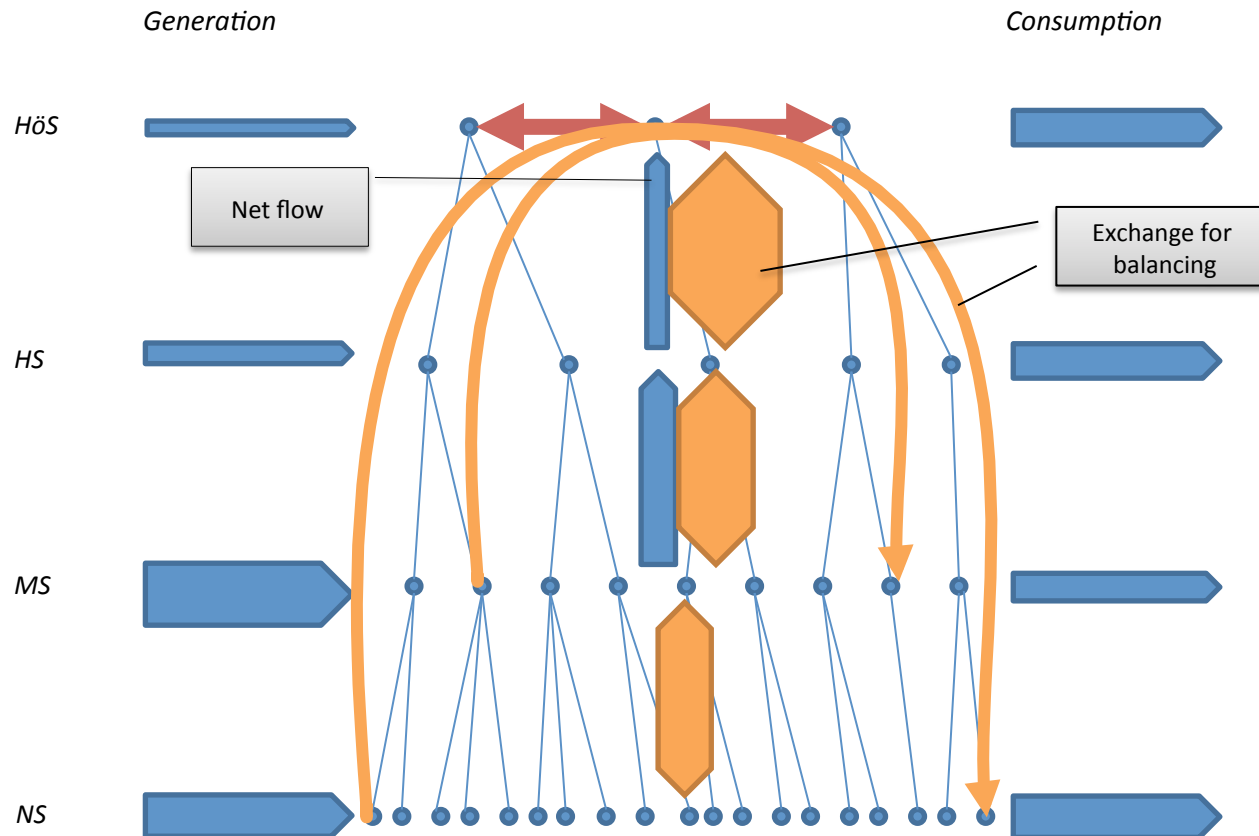 Generation
Consumption
HöS
Net flow
Exchange for
balancing
HS
MS
NS